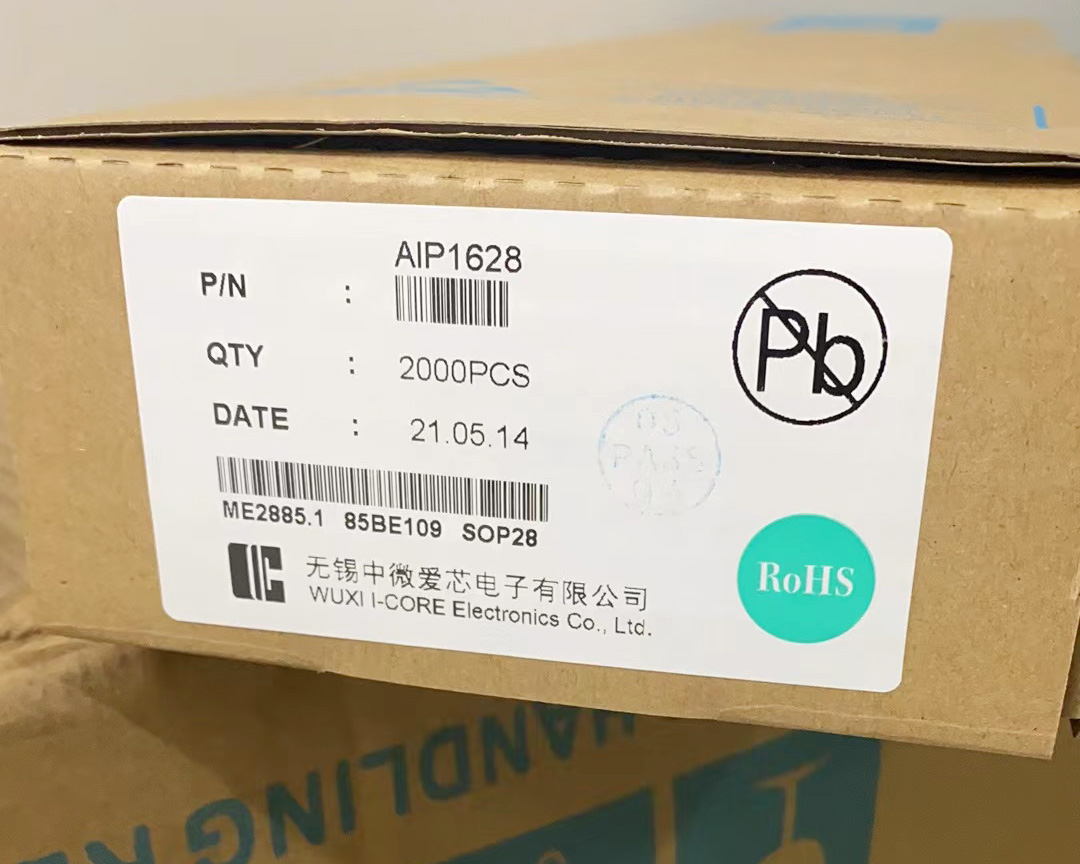 P/N : AIP1628
QTY : 2000PCS
DATE : 21.05.14
ME2885.1 85BE109 SOP28
无锡中微爱芯电子有限公司
WUXI I-CORE Electronics Co., Ltd.
Pb
PASS
RoHS
HANDLING